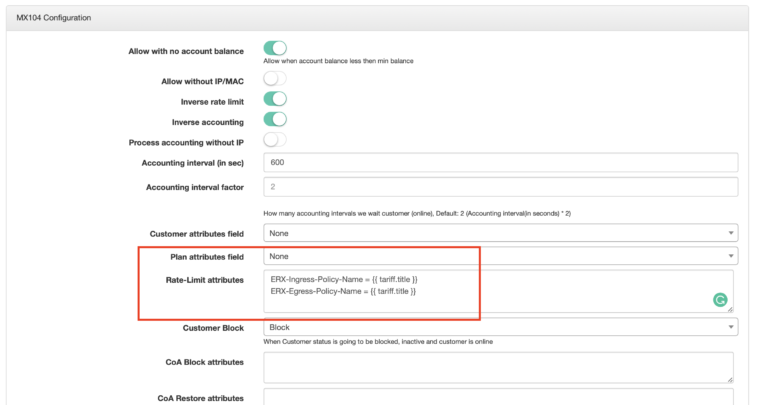 MX104 Configuration
Allow with no account balance
Allow when account balance less then min balance
Allow without IP/MAC
Inverse rate limit
Inverse accounting
Process accounting without IP
Accounting interval (in sec) 600
Accounting interval factor 2
How many accounting intervals we wait customer (online), Default: 2 (Accounting interval(in seconds) * 2)
Customer attributes field None
Plan attributes field None
Rate-Limit attributes ERX-Ingress-Policy-Name = {{ tariff.title }}
ERX-Egress-Policy-Name = {{ tariff.title }}
Customer Block Block
When Customer status is going to be blocked, inactive and customer is online
CoA Block attributes
CoA Restore attributes